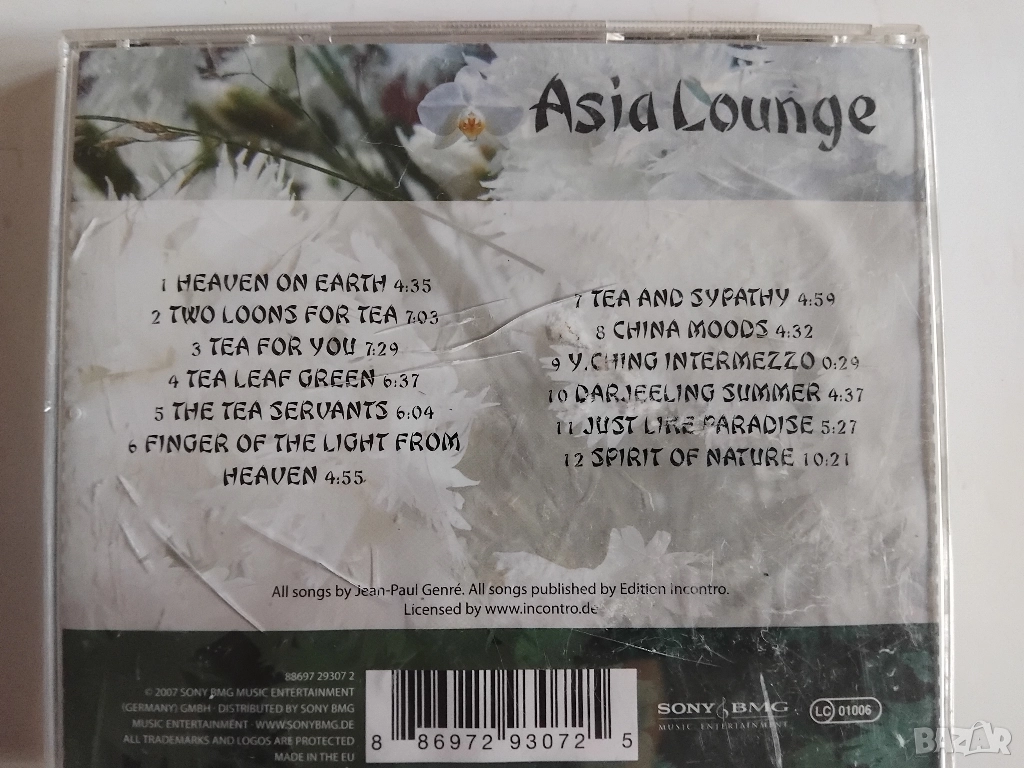 Asia Lounge
1 HEAVEN ON EARTH 4:35
2 TWO LOONS FOR TEA 7:03
3 TEA FOR YOU 7:29
4 TEA LEAF GREEN 6:37
5 THE TEA SERVANTS 6:04
6 FINGER OF THE LIGHT FROM
HEAVEN 4:55
7 TEA AND SYPATHY 4:59
8 CHINA MOODS 4:32
9 Y.CHING INTERMEZZO 0:29
10 DARJEELING SUMMER 4:37
11 JUST LIKE PARADISE 5:27
12 SPIRIT OF NATURE 10:21
All songs by Jean-Paul Genré. All songs published by Edition Incontro.
Licensed by www.incontro.de
88697 29307 2
© 2007 SONY BMG MUSIC ENTERTAINMENT
(GERMANY) GMBH · DISTRIBUTED BY SONY BMG
MUSIC ENTERTAINMENT · WWW.SONYBMG.DE
ALL TRADEMARKS AND LOGOS ARE PROTECTED
MADE IN THE EU
8 86972 93072 5
SONY BMG
MUSIC ENTERTAINMENT
LC 01006
BAZAR